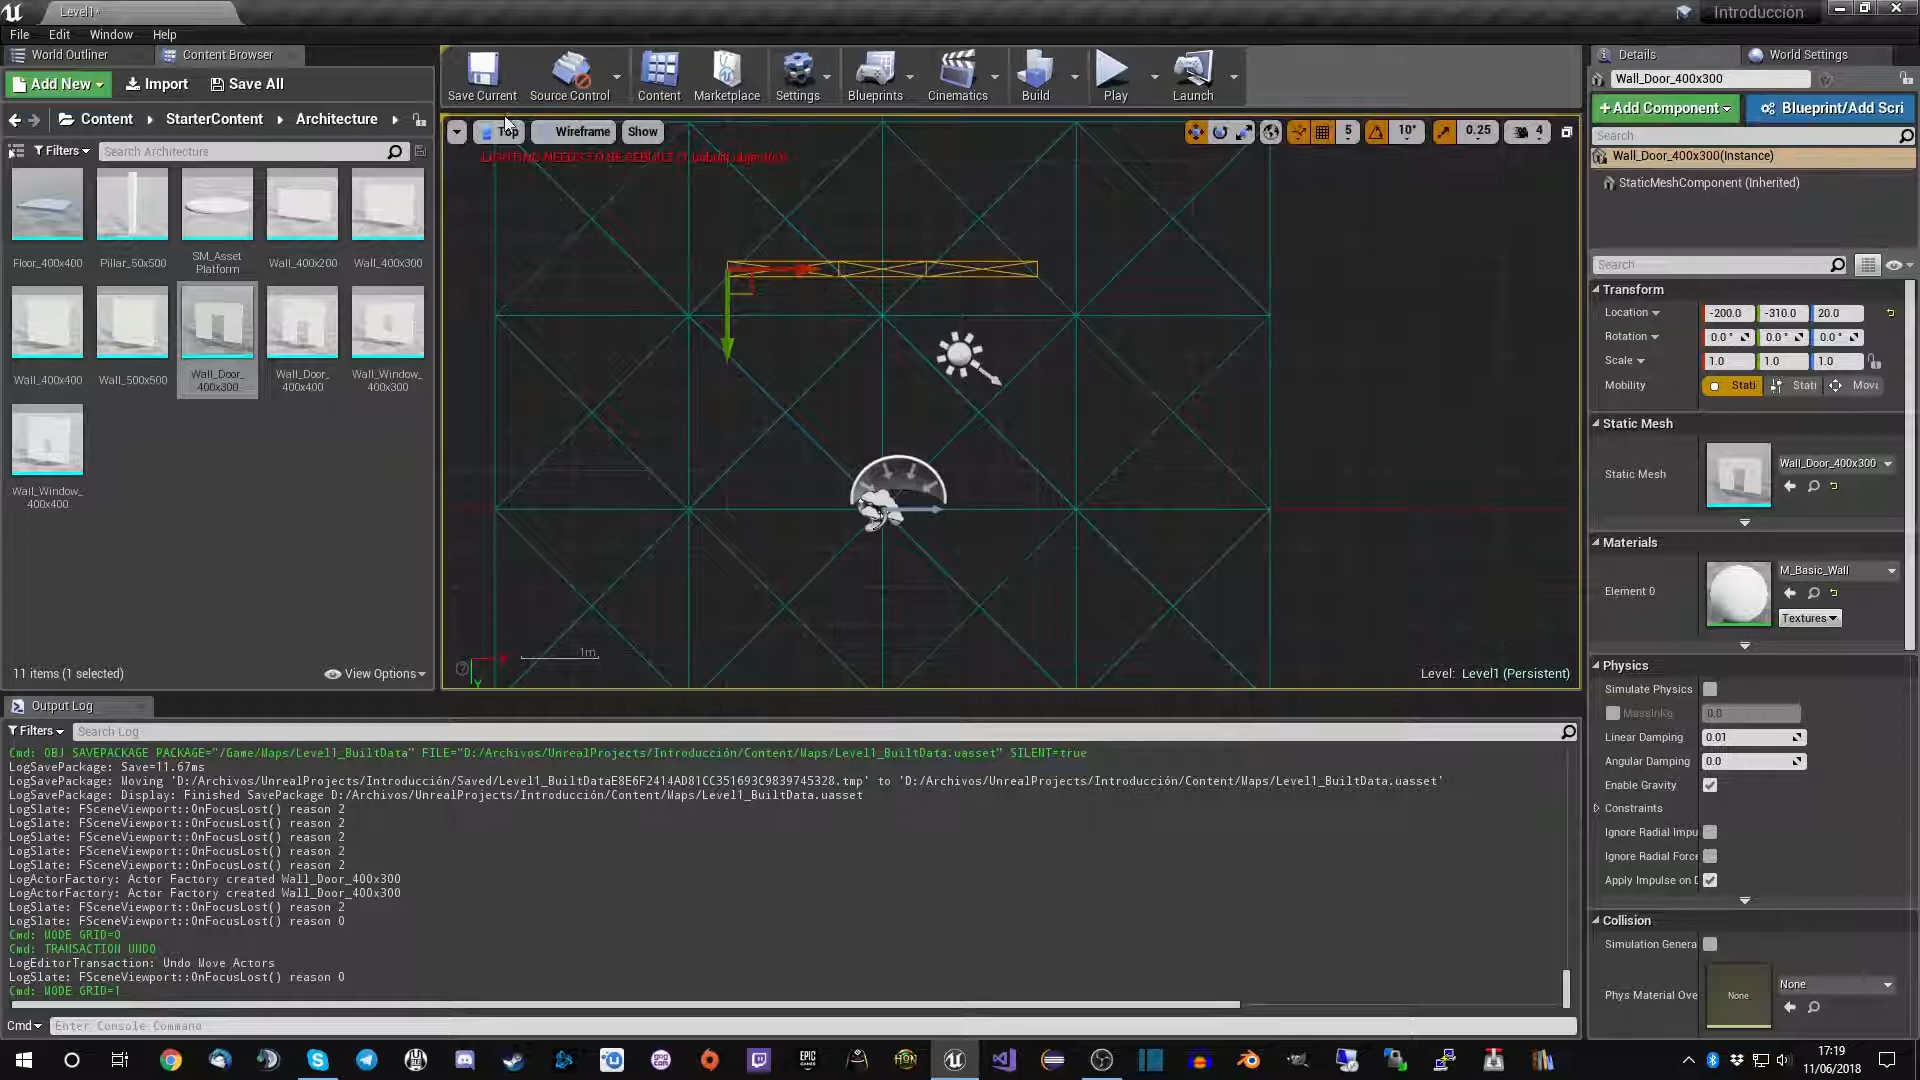 Level1*
Introducción
File Edit Window Help
World Outliner
Content Browser
Add New
Import
Save All
Save Current
Source Control
Content
Marketplace
Settings
Blueprints
Cinematics
Build
Play
Launch
Details
World Settings
Wall_Door_400x300
+Add Component
Blueprint/Add Scri
Search
Wall_Door_400x300(Instance)
StaticMeshComponent (Inherited)
Content StarterContent Architecture
Filters
Search Architecture
Floor_400x400
Pillar_50x500
SM_Asset
Platform
Wall_400x200
Wall_400x300
Wall_400x400
Wall_500x500
Wall_Door_
400x300
Wall_Door_
400x400
Wall_Window_
400x300
Wall_Window_
400x400
11 items (1 selected)
View Options
Top
Wireframe
Show
5
10°
0.25
4
LIGHTING NEEDS TO BE REBUILT (1 unbuilt object(s))
1m
Y
Level: Level1 (Persistent)
Search
Transform
Location -200.0 -310.0 20.0
Rotation 0.0° 0.0° 0.0°
Scale 1.0 1.0 1.0
Mobility Stati Stati Mova
Static Mesh
Static Mesh
Wall_Door_400x300
Materials
Element 0
M_Basic_Wall
Textures
Physics
Simulate Physics
MassInKg 0.0
Linear Damping 0.01
Angular Damping 0.0
Enable Gravity
Constraints
Ignore Radial Impu
Ignore Radial Force
Apply Impulse on D
Collision
Simulation Genera
Phys Material Ove
None
None
Output Log
Filters
Search Log
Cmd: OBJ SAVEPACKAGE PACKAGE="/Game/Maps/Level1_BuiltData" FILE="D:/Archivos/UnrealProjects/Introducción/Content/Maps/Level1_BuiltData.uasset" SILENT=true
LogSavePackage: Save=11.67ms
LogSavePackage: Moving 'D:/Archivos/UnrealProjects/Introducción/Saved/Level1_BuiltDataE8E6F2414AD81CC351693C9839745328.tmp' to 'D:/Archivos/UnrealProjects/Introducción/Content/Maps/Level1_BuiltData.uasset'
LogSavePackage: Display: Finished SavePackage D:/Archivos/UnrealProjects/Introducción/Content/Maps/Level1_BuiltData.uasset
LogSlate: FSceneViewport::OnFocusLost() reason 2
LogSlate: FSceneViewport::OnFocusLost() reason 2
LogSlate: FSceneViewport::OnFocusLost() reason 2
LogSlate: FSceneViewport::OnFocusLost() reason 2
LogSlate: FSceneViewport::OnFocusLost() reason 2
LogActorFactory: Actor Factory created Wall_Door_400x300
LogActorFactory: Actor Factory created Wall_Door_400x300
LogSlate: FSceneViewport::OnFocusLost() reason 2
LogSlate: FSceneViewport::OnFocusLost() reason 0
Cmd: MODE GRID=0
Cmd: TRANSACTION UNDO
LogEditorTransaction: Undo Move Actors
LogSlate: FSceneViewport::OnFocusLost() reason 0
Cmd: MODE GRID=1
Cmd
Enter Console Command
EPIC
17:19
11/06/2018